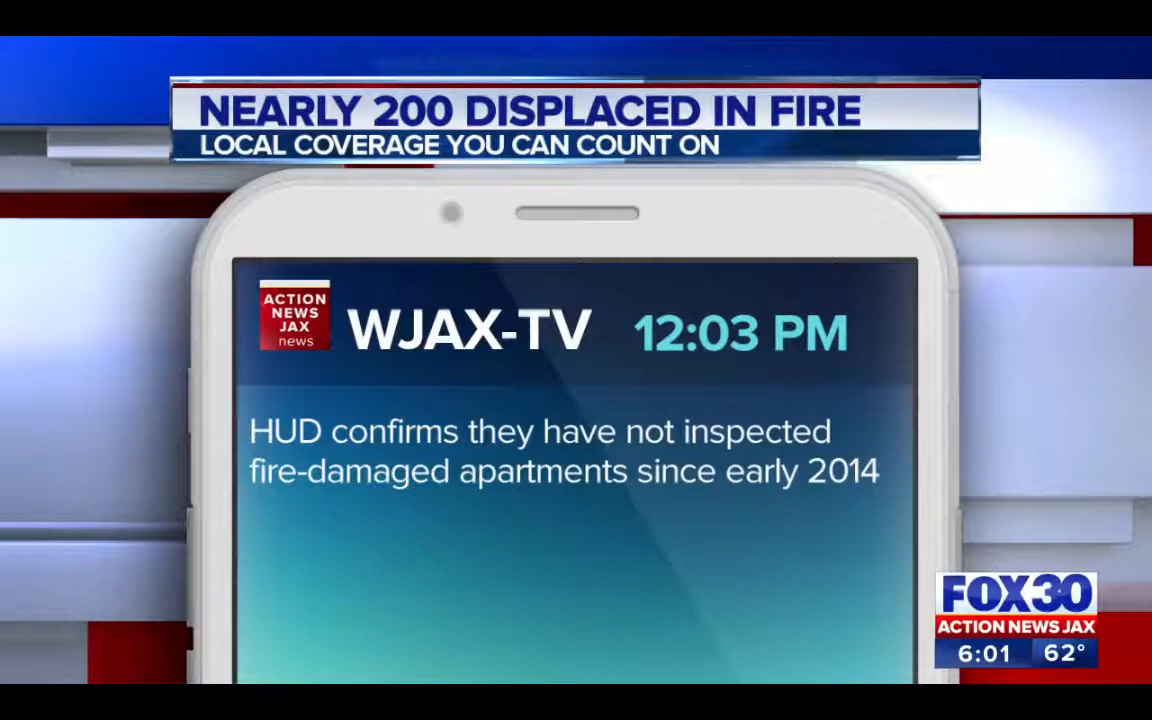 NEARLY 200 DISPLACED IN FIRE
LOCAL COVERAGE YOU CAN COUNT ON
ACTION
NEWS
JAX
news
WJAX-TV
12:03 PM
HUD confirms they have not inspected
fire-damaged apartments since early 2014
FOX30
ACTION NEWS JAX
6:01 62°